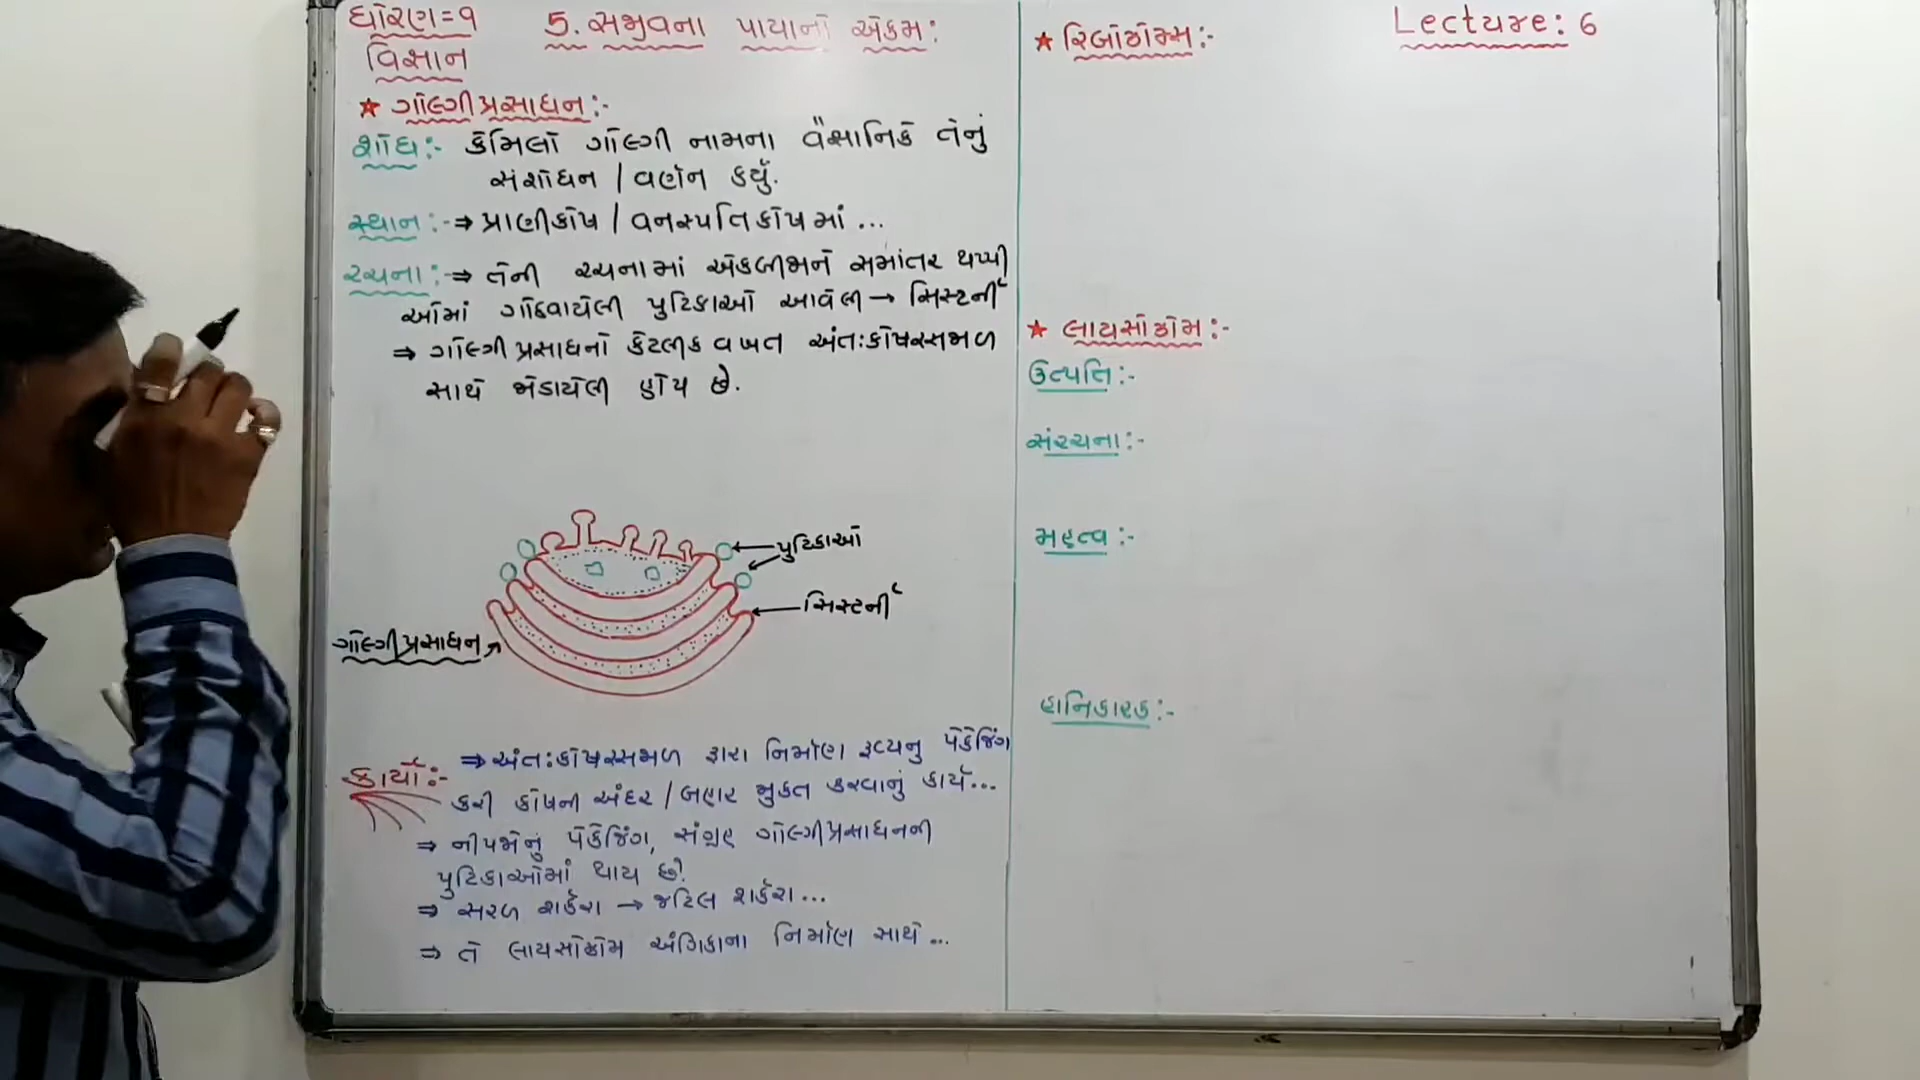 ધોરણ=૧
વિજ્ઞાન
5. સજીવના પાયાનો એકમ:
★ ગોલ્ગીપ્રસાધન:-
શોધ:- કેમિલો ગોલ્ગી નામના વૈજ્ઞાનિકે તેનું
સંશોધન / વર્ણન કર્યું.
સ્થાન:-⇒ પ્રાણીકોષ / વનસ્પતિકોષમાં ...
રચના:-⇒ તેની રચનામાં એકબીજાને સમાંતર થપ્પી
ઓમાં ગોઠવાયેલી પુટિકાઓ આવેલી → સિસ્ટર્ની
⇒ ગોલ્ગીપ્રસાધનો કેટલીક વખત અંત:કોષરસજાળ
સાથે જોડાયેલી હોય છે.
પુટિકાઓ
સિસ્ટર્ની
ગોલ્ગીપ્રસાધન
કાર્યો:- ⇒ અંત:કોષરસજાળ દ્વારા નિર્માણ દ્રવ્યનુ પેકેજિંગ
કરી કોષની અંદર / બહાર મુક્ત કરવાનું કાર્ય...
⇒ નીપજોનું પેકેજિંગ, સંગ્રહ ગોલ્ગીપ્રસાધનની
પુટિકાઓમાં થાય છે.
⇒ સરળ શર્કરા → જટિલ શર્કરા...
⇒ તે લાયસોઝોમ અંગિકાના નિર્માણ સાથે ...
★ રિબોઝોમ્સ:-
Lecture: 6
★ લાયસોઝોમ:-
ઉત્પતિ:-
સંરચના:-
મહત્વ:-
હાનિકારક:-